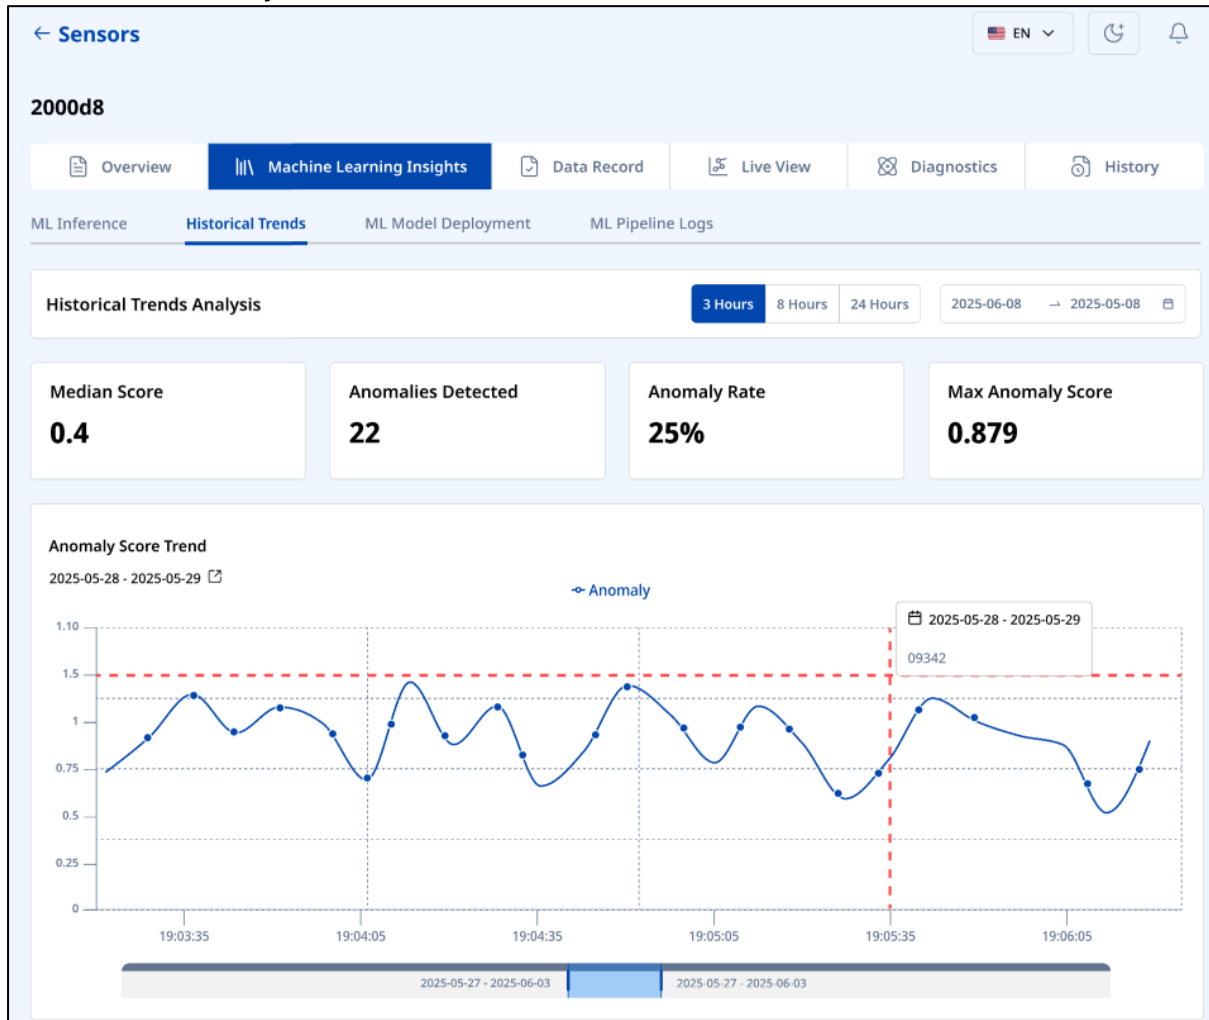 ← Sensors
EN
2000d8
Overview
Machine Learning Insights
Data Record
Live View
Diagnostics
History
ML Inference
Historical Trends
ML Model Deployment
ML Pipeline Logs
Historical Trends Analysis
3 Hours
8 Hours
24 Hours
2025-06-08 → 2025-05-08
Median Score
0.4
Anomalies Detected
22
Anomaly Rate
25%
Max Anomaly Score
0.879
Anomaly Score Trend
2025-05-28 - 2025-05-29
Anomaly
2025-05-28 - 2025-05-29
09342
1.10
1.5
1
0.75
0.5
0.25
0
19:03:35
19:04:05
19:04:35
19:05:05
19:05:35
19:06:05
2025-05-27 - 2025-06-03
2025-05-27 - 2025-06-03